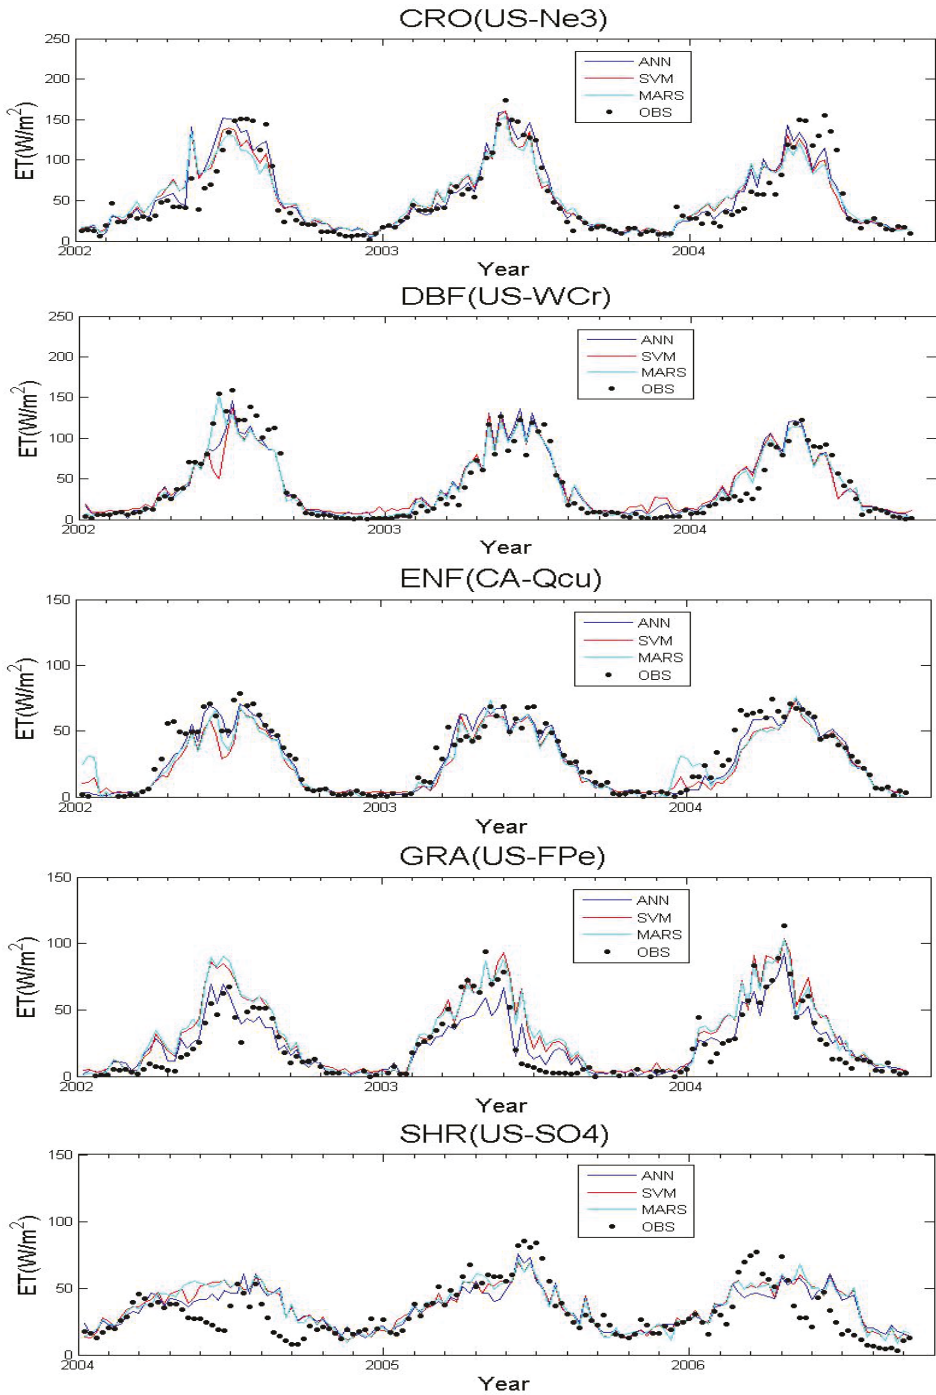 CRO(US-Ne3)
250
200
150
100
50
0
ET(W/m²)
ANN
SVM
MARS
OBS
2002
2003
2004
Year
DBF(US-WCr)
250
200
150
100
50
0
ET(W/m²)
ANN
SVM
MARS
OBS
2002
2003
2004
Year
ENF(CA-Qcu)
150
100
50
0
ET(W/m²)
ANN
SVM
MARS
OBS
2002
2003
2004
Year
GRA(US-FPe)
150
100
50
0
ET(W/m²)
ANN
SVM
MARS
OBS
2002
2003
2004
Year
SHR(US-SO4)
150
100
50
0
ET(W/m²)
ANN
SVM
MARS
OBS
2004
2005
2006
Year